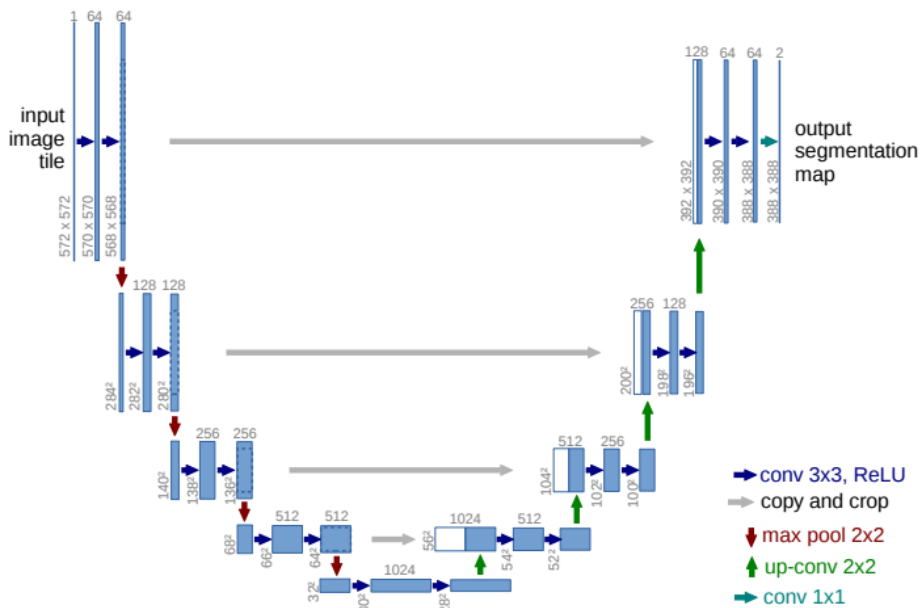 1 64 64
input
image
tile
572 x 572
570 x 570
568 x 568
128 64 64 2
392 x 392
390 x 390
388 x 388
388 x 388
output
segmentation
map
128 128
284²
282²
280²
256 128
200²
198²
196²
256 256
140²
138²
136²
512 256
104²
102²
100²
512 512
68²
66²
64²
1024 512
56²
54²
52²
1024
32²
conv 3x3, ReLU
copy and crop
max pool 2x2
up-conv 2x2
conv 1x1